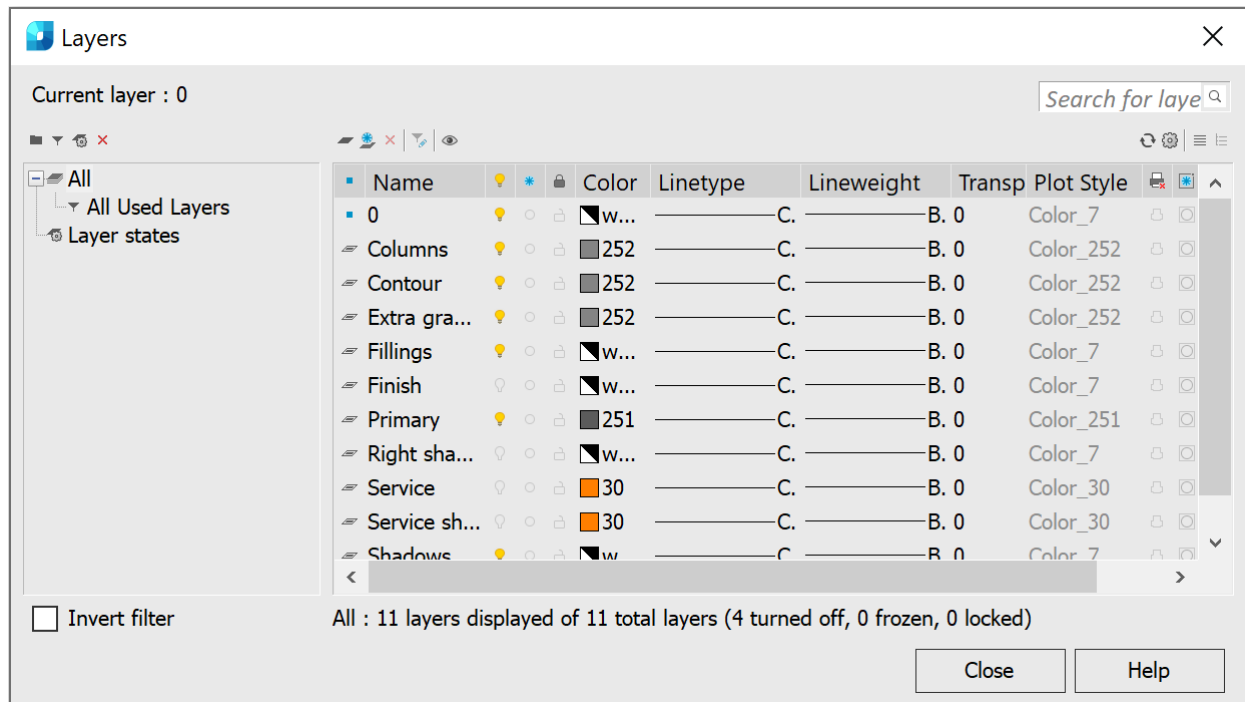 Layers
Current layer : 0
Search for laye
All
All Used Layers
Layer states
Name Color Linetype Lineweight Transp Plot Style
0 w... C. B. 0 Color_7
Columns 252 C. B. 0 Color_252
Contour 252 C. B. 0 Color_252
Extra gra... 252 C. B. 0 Color_252
Fillings w... C. B. 0 Color_7
Finish w... C. B. 0 Color_7
Primary 251 C. B. 0 Color_251
Right sha... w... C. B. 0 Color_7
Service 30 C. B. 0 Color_30
Service sh... 30 C. B. 0 Color_30
Shadows w... C. B. 0 Color_7
Invert filter
All : 11 layers displayed of 11 total layers (4 turned off, 0 frozen, 0 locked)
Close Help